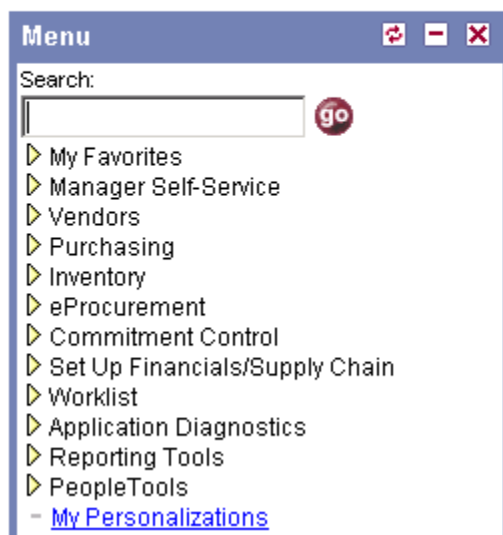 Menu
Search:
go
My Favorites
Manager Self-Service
Vendors
Purchasing
Inventory
eProcurement
Commitment Control
Set Up Financials/Supply Chain
Worklist
Application Diagnostics
Reporting Tools
PeopleTools
My Personalizations